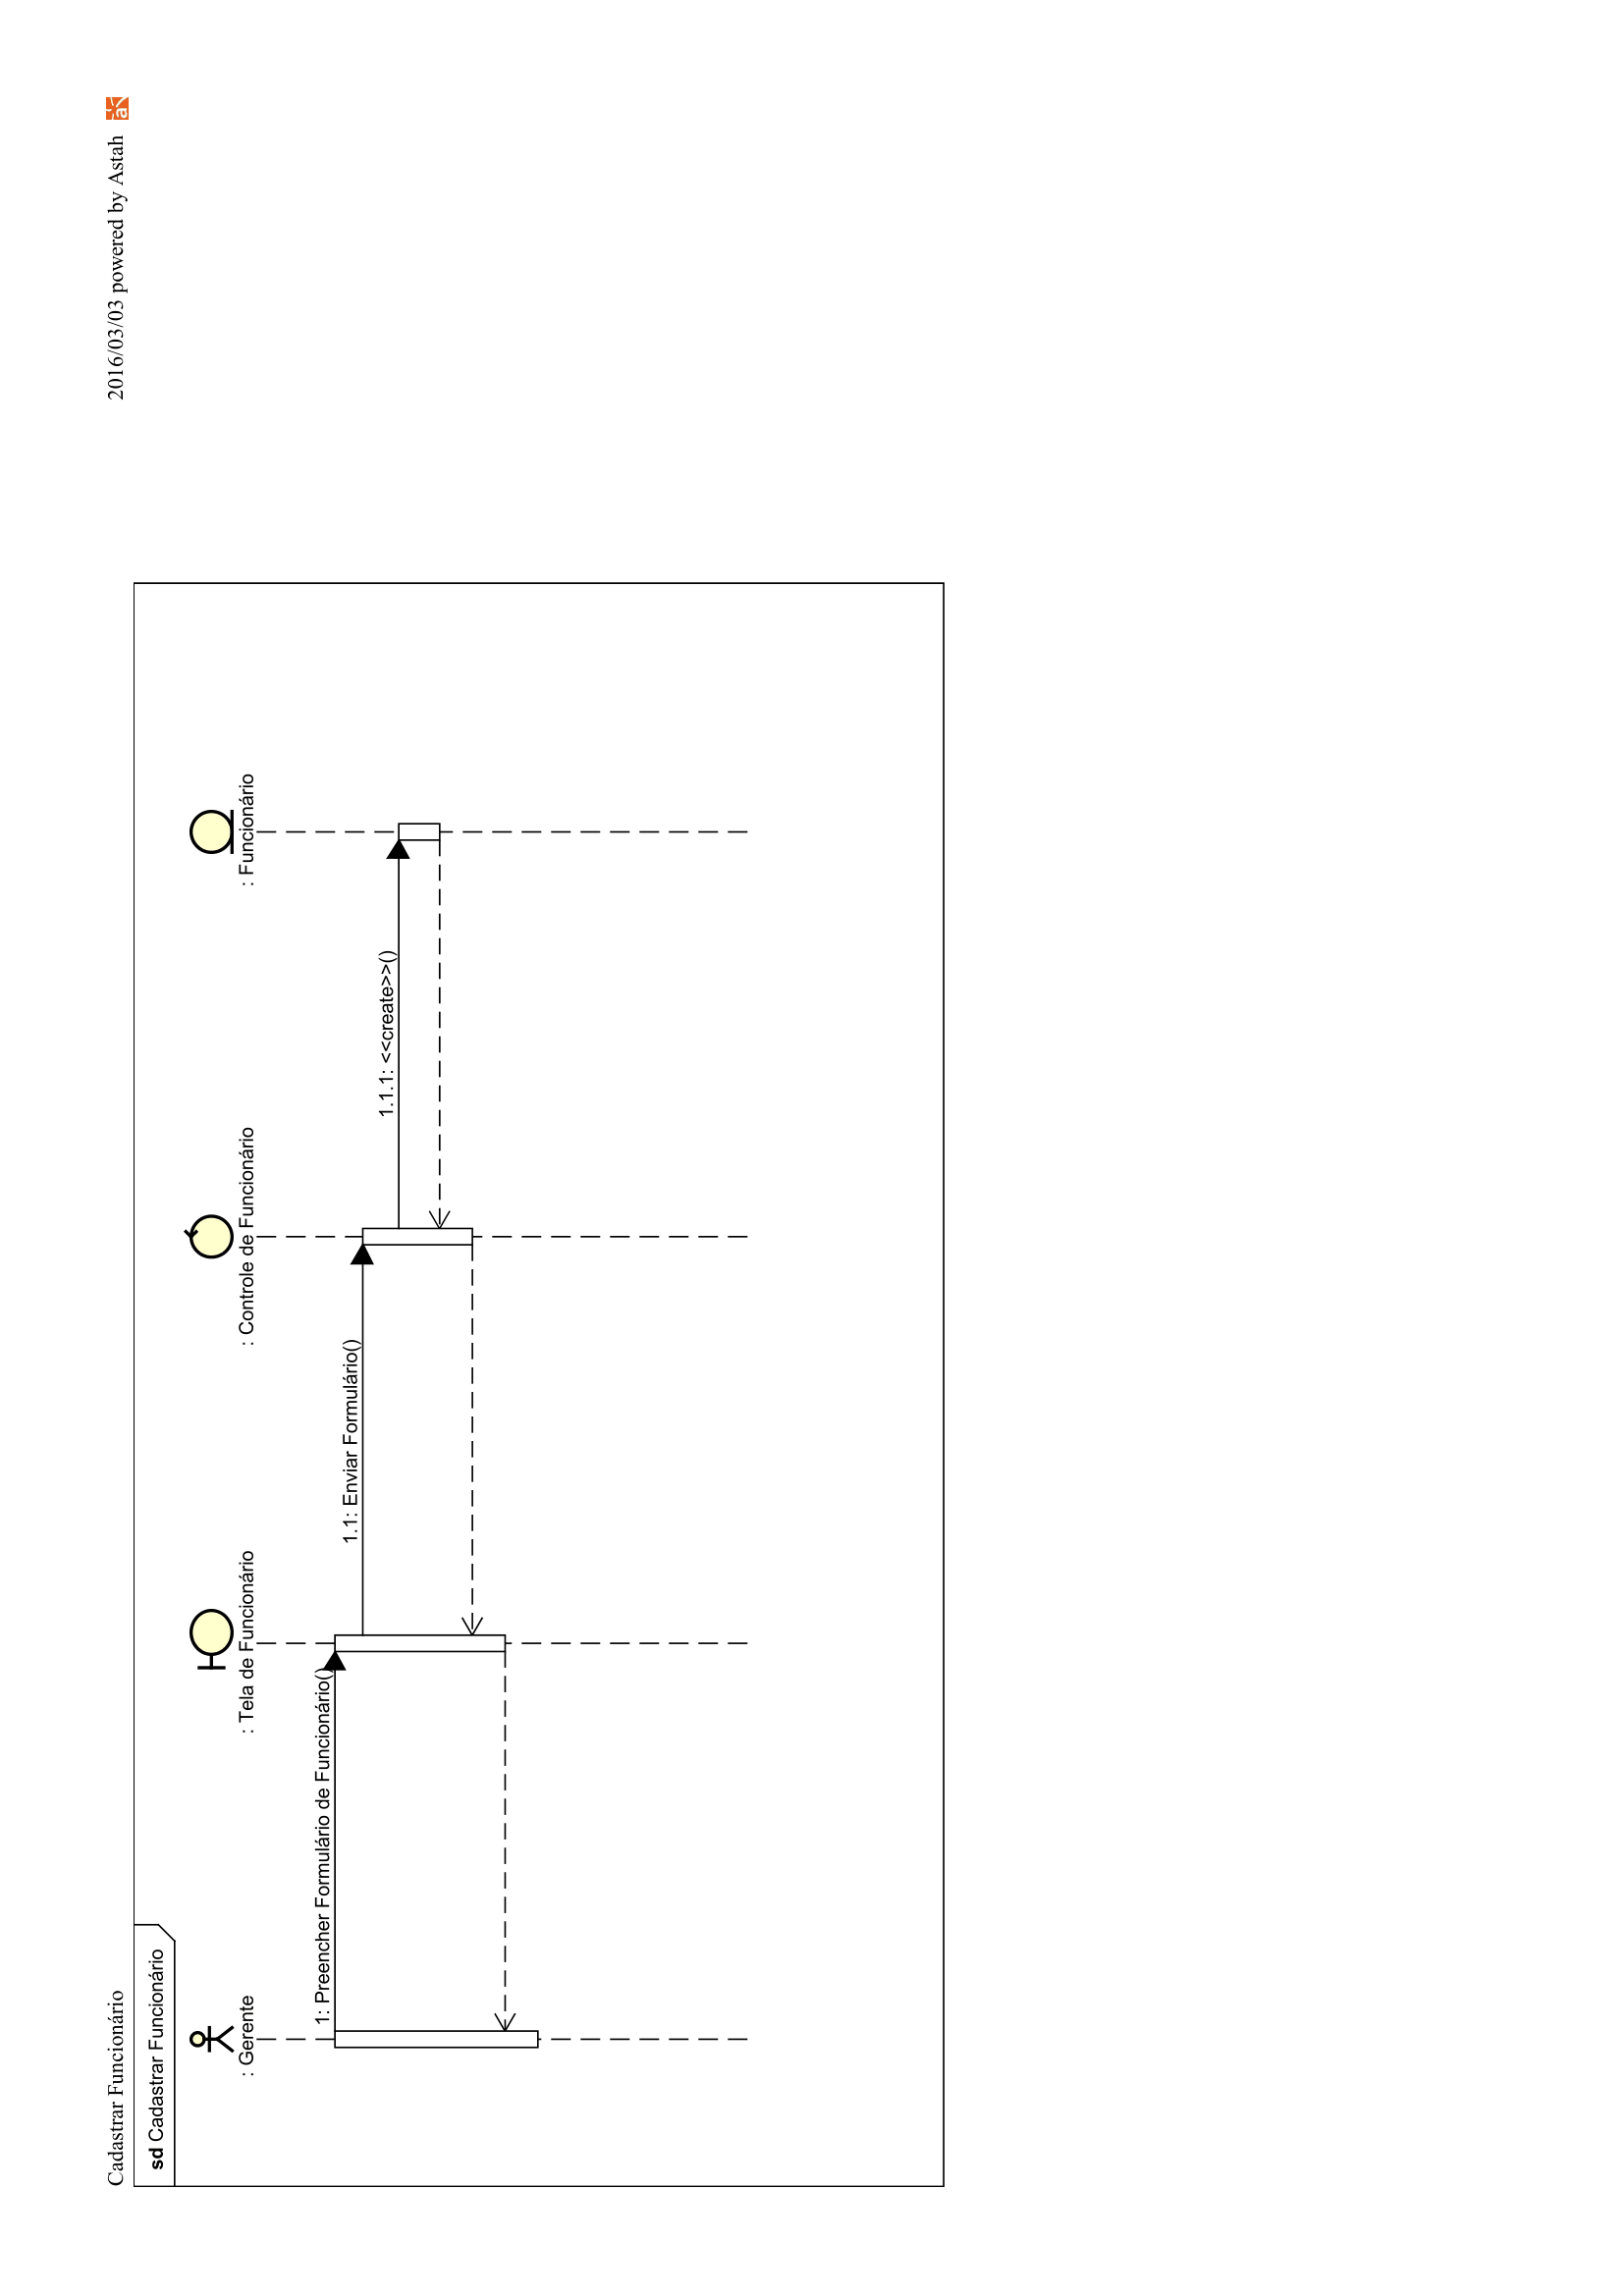 Cadastrar Funcionário
2016/03/03 powered by Astah
sd Cadastrar Funcionário
: Gerente
: Tela de Funcionário
: Controle de Funcionário
: Funcionário
1: Preencher Formulário de Funcionário()
1.1: Enviar Formulário()
1.1.1: <<create>>()